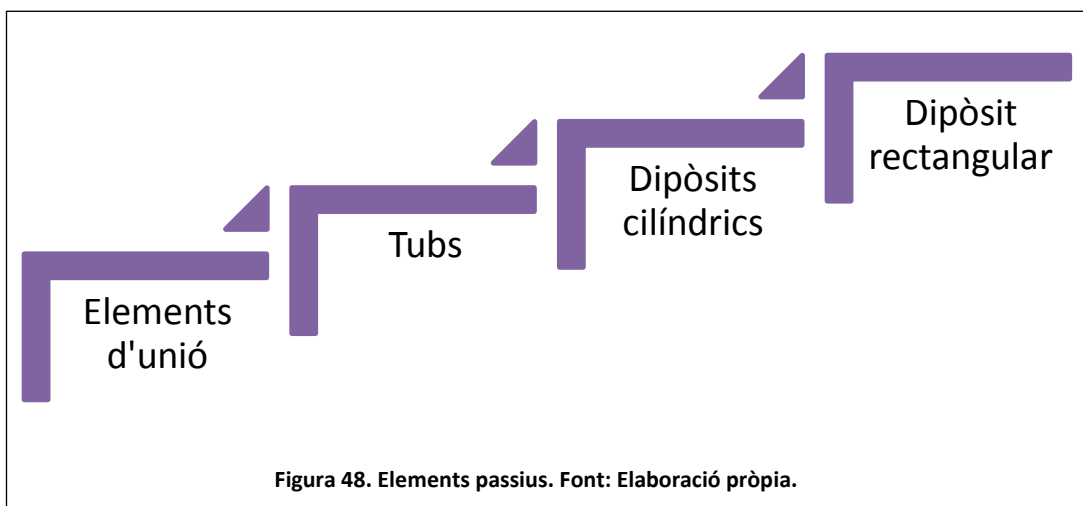 Elements
d'unió
Tubs
Dipòsits
cilíndrics
Dipòsit
rectangular
Figura 48. Elements passius. Font: Elaboració pròpia.